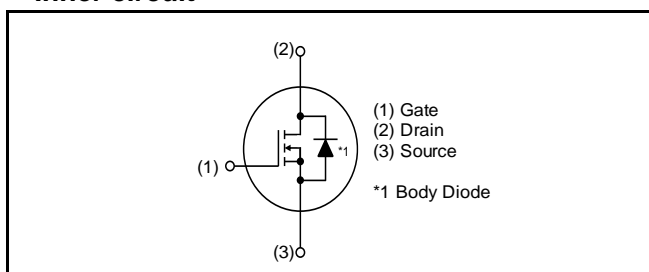 Inner circuit
(2)
(1) Gate
(2) Drain
(3) Source
*1
(1)
*1 Body Diode
(3)